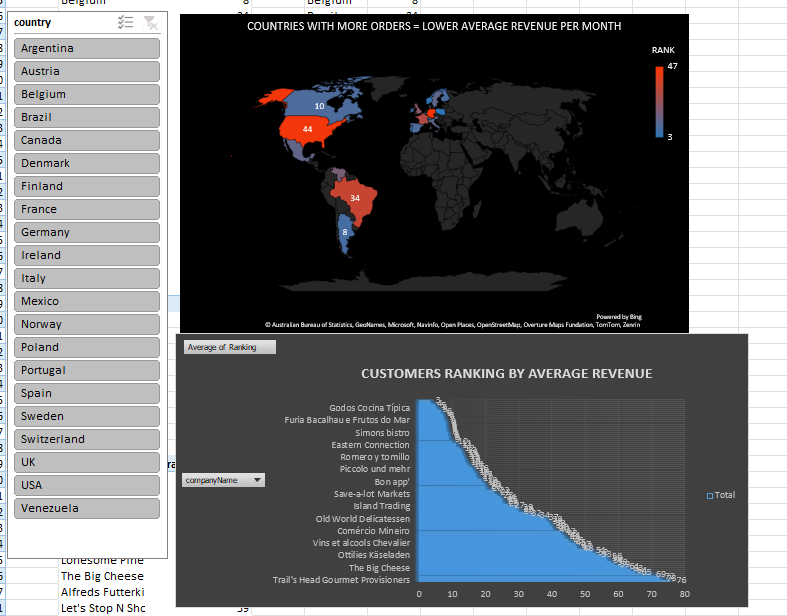 Belgium 8
Belgium 8
country
Argentina
Austria
Belgium
Brazil
Canada
Denmark
Finland
France
Germany
Ireland
Italy
Mexico
Norway
Poland
Portugal
Spain
Sweden
Switzerland
UK
USA
Venezuela
COUNTRIES WITH MORE ORDERS = LOWER AVERAGE REVENUE PER MONTH
RANK
47
3
10
44
34
8
Powered by Bing
© Australian Bureau of Statistics, GeoNames, Microsoft, Navinfo, Open Places, OpenStreetMap, Overture Maps Fundation, TomTom, Zenrin
Average of Ranking
CUSTOMERS RANKING BY AVERAGE REVENUE
companyName
Godos Cocina Típica
Furia Bacalhau e Frutos do Mar
Simons bistro
Eastern Connection
Romero y tomillo
Piccolo und mehr
Bon app'
Save-a-lot Markets
Island Trading
Old World Delicatessen
Comércio Mineiro
Vins et alcools Chevalier
Ottilies Käseladen
The Big Cheese
Trail's Head Gourmet Provisioners
76
0 10 20 30 40 50 60 70 80
Total
Lonesome Pine
The Big Cheese
Alfreds Futterki
Let's Stop N Shc